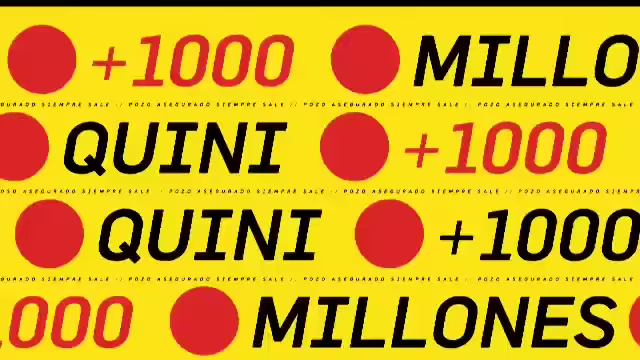 +1000 MILLO
POZO ASEGURADO SIEMPRE SALE // POZO ASEGURADO SIEMPRE SALE // POZO ASEGURADO SIEMPRE SALE //
QUINI +1000
POZO ASEGURADO SIEMPRE SALE // POZO ASEGURADO SIEMPRE SALE // POZO ASEGURADO SIEMPRE SALE
QUINI +1000
POZO ASEGURADO SIEMPRE SALE // POZO ASEGURADO SIEMPRE SALE // POZO ASEGURADO SIEMPRE SALE
.000 MILLONES